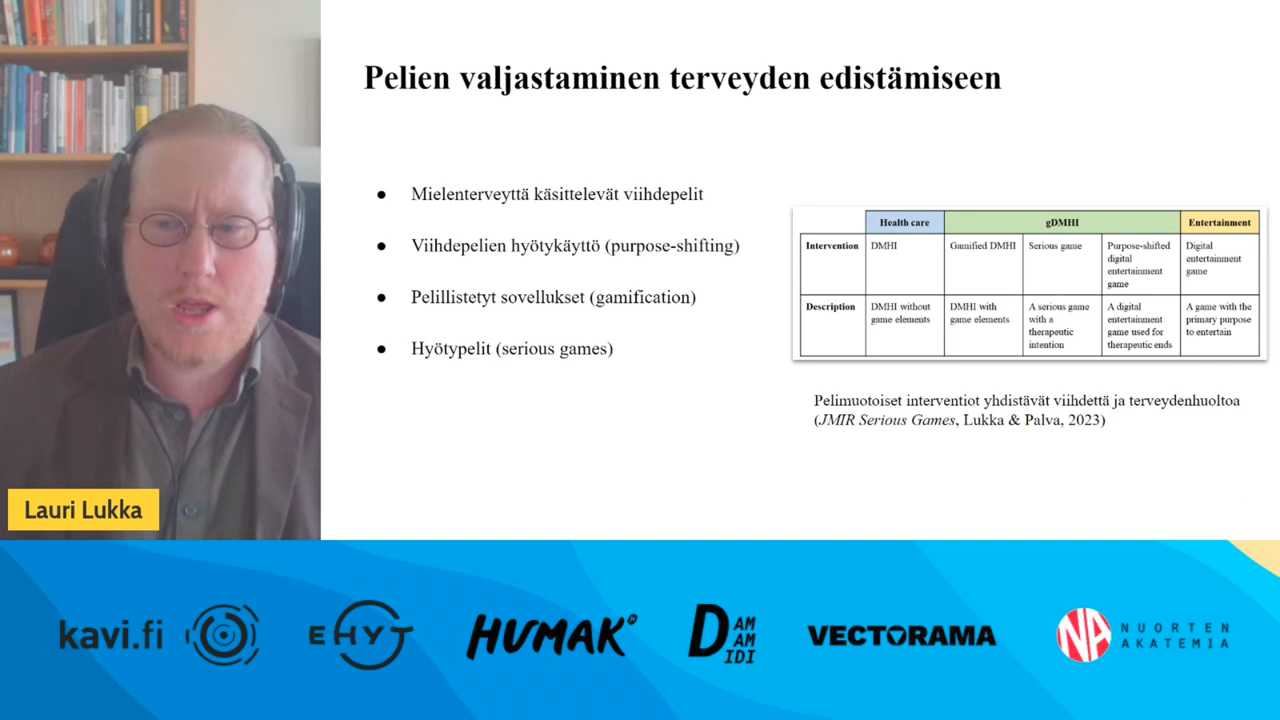 Pelien valjastaminen terveyden edistämiseen
● Mielenterveyttä käsittelevät viihdepelit
● Viihdepelien hyötykäyttö (purpose-shifting)
● Pelillistetyt sovellukset (gamification)
● Hyötypelit (serious games)
Health care gDMHI Entertainment
Intervention DMHI Gamified DMHI Serious game Purpose-shifted digital entertainment game Digital entertainment game
Description DMHI without game elements DMHI with game elements A serious game with a therapeutic intention A digital entertainment game used for therapeutic ends A game with the primary purpose to entertain
Pelimuotoiset interventiot yhdistävät viihdettä ja terveydenhuoltoa
(JMIR Serious Games, Lukka & Palva, 2023)
Lauri Lukka
kavi.fi
EHYT
HUMAK
DAM
AM
IDI
VECTORAMA
NA NUORTEN
AKATEMIA